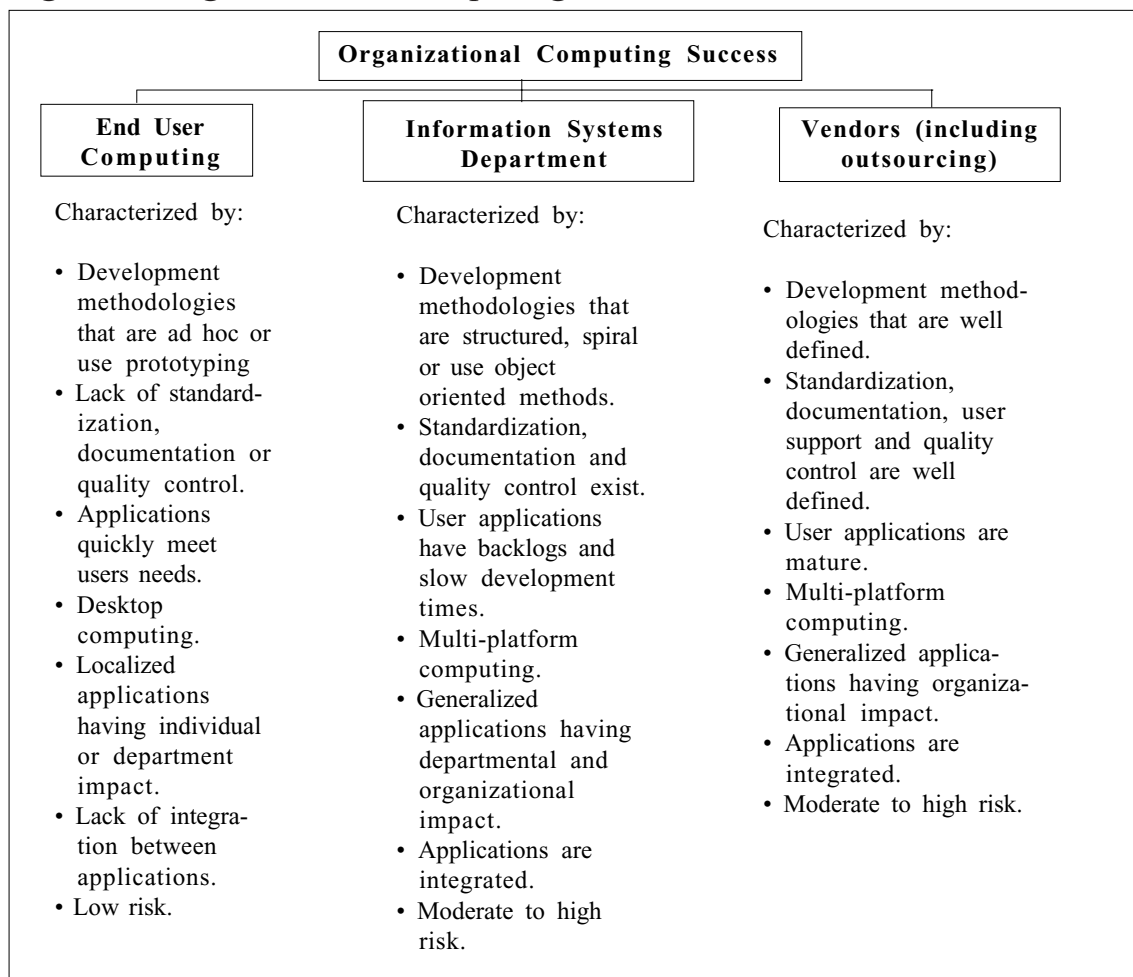 Organizational Computing Success
End User
Computing
Characterized by:
• Development
methodologies
that are ad hoc or
use prototyping
• Lack of standard-
ization,
documentation or
quality control.
• Applications
quickly meet
users needs.
• Desktop
computing.
• Localized
applications
having individual
or department
impact.
• Lack of integra-
tion between
applications.
• Low risk.
Information Systems
Department
Characterized by:
• Development
methodologies that
are structured, spiral
or use object
oriented methods.
• Standardization,
documentation and
quality control exist.
• User applications
have backlogs and
slow development
times.
• Multi-platform
computing.
• Generalized
applications having
departmental and
organizational
impact.
• Applications are
integrated.
• Moderate to high
risk.
Vendors (including
outsourcing)
Characterized by:
• Development method-
ologies that are well
defined.
• Standardization,
documentation, user
support and quality
control are well
defined.
• User applications are
mature.
• Multi-platform
computing.
• Generalized applica-
tions having organiza-
tional impact.
• Applications are
integrated.
• Moderate to high risk.